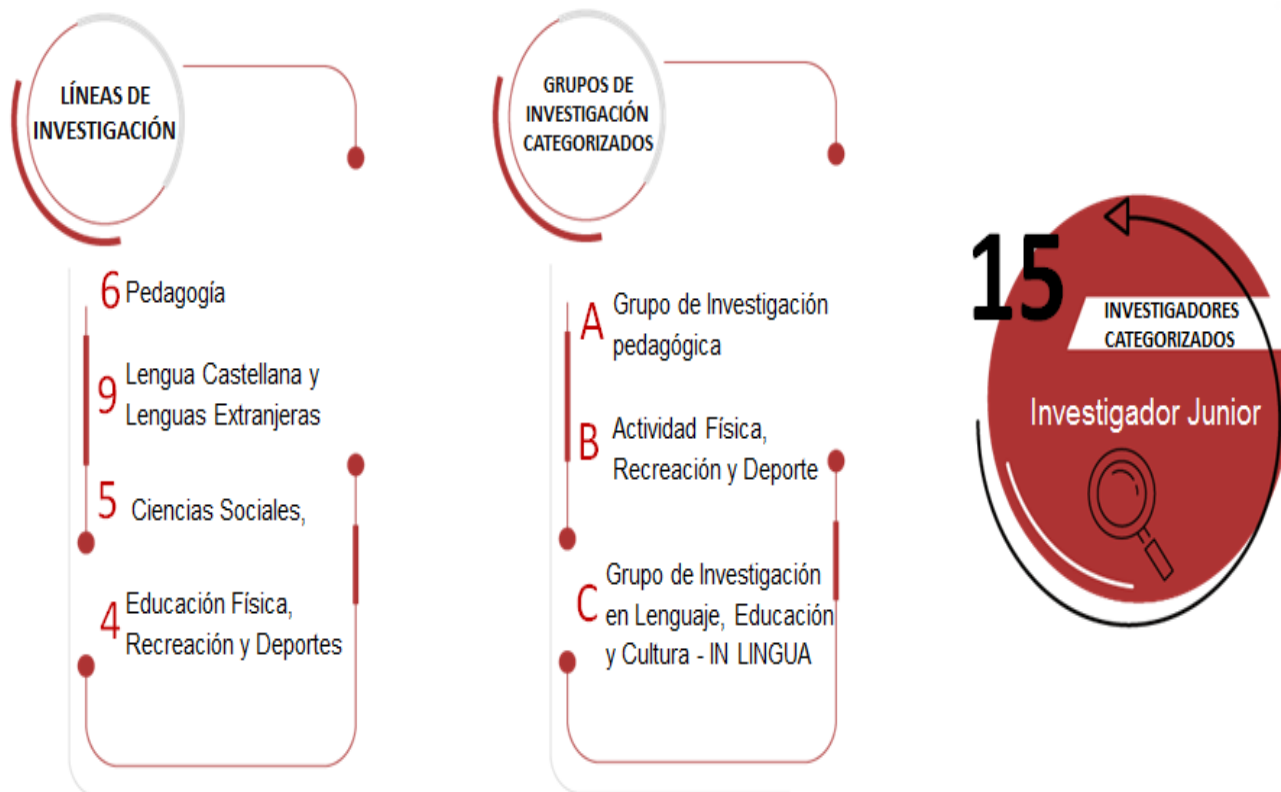 LÍNEAS DE
INVESTIGACIÓN
6 Pedagogía
9 Lengua Castellana y
Lenguas Extranjeras
5 Ciencias Sociales,
4 Educación Física,
Recreación y Deportes
GRUPOS DE
INVESTIGACIÓN
CATEGORIZADOS
A Grupo de Investigación
pedagógica
B Actividad Física,
Recreación y Deporte
C Grupo de Investigación
en Lenguaje, Educación
y Cultura - IN LINGUA
15
INVESTIGADORES
CATEGORIZADOS
Investigador Junior